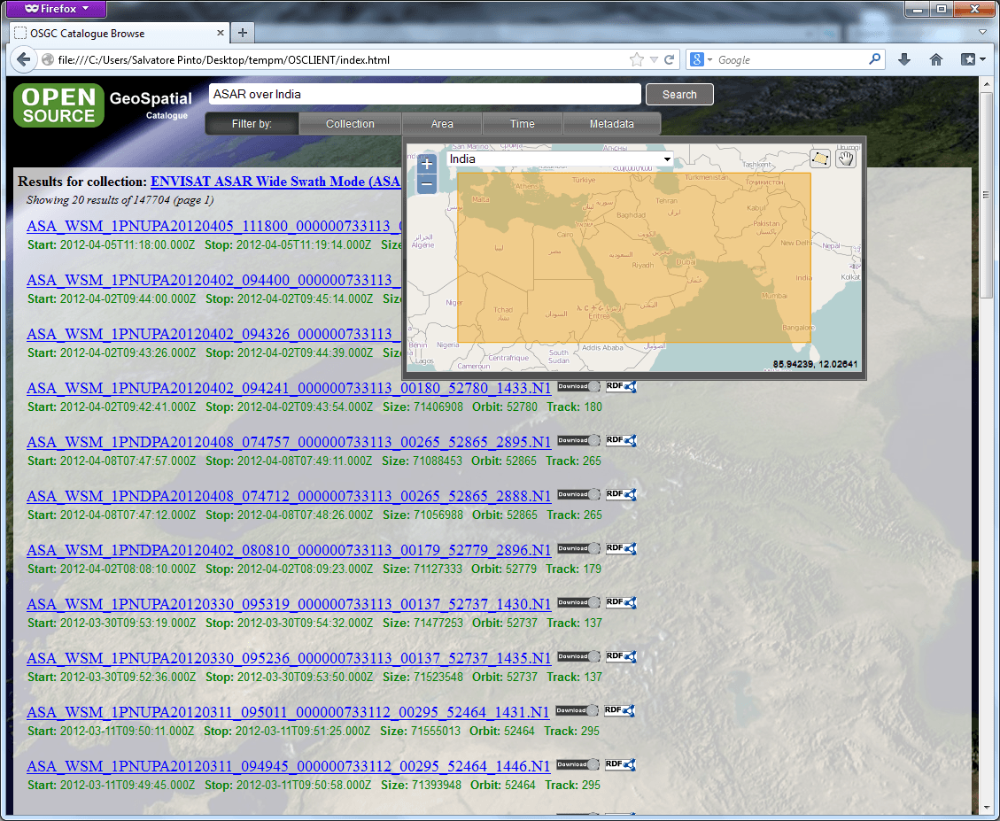 Firefox
OSGC Catalogue Browse
file:///C:/Users/Salvatore Pinto/Desktop/tempm/OSCLIENT/index.html
Google
OPEN SOURCE
GeoSpatial
Catalogue
ASAR over India
Search
Filter by:
Collection
Area
Time
Metadata
India
Results for collection: ENVISAT ASAR Wide Swath Mode (ASA
Showing 20 results of 147704 (page 1)
San Marino
Tashkent
Athens
Türkiye
Turkmenistan
Тоҷикистон
Malta
Tehran
ایران
Kabul
Baghdad
Pakistan
پاکستان
Cairo
الكويت
New Delhi
Nepal
الجزائر
Algérie
ليبيا
مصر
السعودية
البحرين
Riyadh
Dubai
عمان
India
Kolkat
Mumbai
Niger
Tchad
تشاد
السودان
Eritrea
اليمن
Bangalore
Benin
Nigeria
Addis Ababa
Lagos
Centrafrique
South Sudan
Cameroun
85.94239, 12.02641
ASA_WSM_1PNUPA20120405_111800_000000733113_
Start: 2012-04-05T11:18:00.000Z Stop: 2012-04-05T11:19:14.000Z Size
ASA_WSM_1PNUPA20120402_094400_000000733113_
Start: 2012-04-02T09:44:00.000Z Stop: 2012-04-02T09:45:14.000Z Size
ASA_WSM_1PNUPA20120402_094326_000000733113_
Start: 2012-04-02T09:43:26.000Z Stop: 2012-04-02T09:44:39.000Z Size
ASA_WSM_1PNUPA20120402_094241_000000733113_00180_52780_1433.N1 Download RDF
Start: 2012-04-02T09:42:41.000Z Stop: 2012-04-02T09:43:54.000Z Size: 71406908 Orbit: 52780 Track: 180
ASA_WSM_1PNDPA20120408_074757_000000733113_00265_52865_2895.N1 Download RDF
Start: 2012-04-08T07:47:57.000Z Stop: 2012-04-08T07:49:11.000Z Size: 71088453 Orbit: 52865 Track: 265
ASA_WSM_1PNDPA20120408_074712_000000733113_00265_52865_2888.N1 Download RDF
Start: 2012-04-08T07:47:12.000Z Stop: 2012-04-08T07:48:26.000Z Size: 71056988 Orbit: 52865 Track: 265
ASA_WSM_1PNDPA20120402_080810_000000733113_00179_52779_2896.N1 Download RDF
Start: 2012-04-02T08:08:10.000Z Stop: 2012-04-02T08:09:23.000Z Size: 71127333 Orbit: 52779 Track: 179
ASA_WSM_1PNUPA20120330_095319_000000733113_00137_52737_1430.N1 Download RDF
Start: 2012-03-30T09:53:19.000Z Stop: 2012-03-30T09:54:32.000Z Size: 71477253 Orbit: 52737 Track: 137
ASA_WSM_1PNUPA20120330_095236_000000733113_00137_52737_1435.N1 Download RDF
Start: 2012-03-30T09:52:36.000Z Stop: 2012-03-30T09:53:50.000Z Size: 71523548 Orbit: 52737 Track: 137
ASA_WSM_1PNUPA20120311_095011_000000733112_00295_52464_1431.N1 Download RDF
Start: 2012-03-11T09:50:11.000Z Stop: 2012-03-11T09:51:25.000Z Size: 71555013 Orbit: 52464 Track: 295
ASA_WSM_1PNUPA20120311_094945_000000733112_00295_52464_1446.N1 Download RDF
Start: 2012-03-11T09:49:45.000Z Stop: 2012-03-11T09:50:58.000Z Size: 71393948 Orbit: 52464 Track: 295